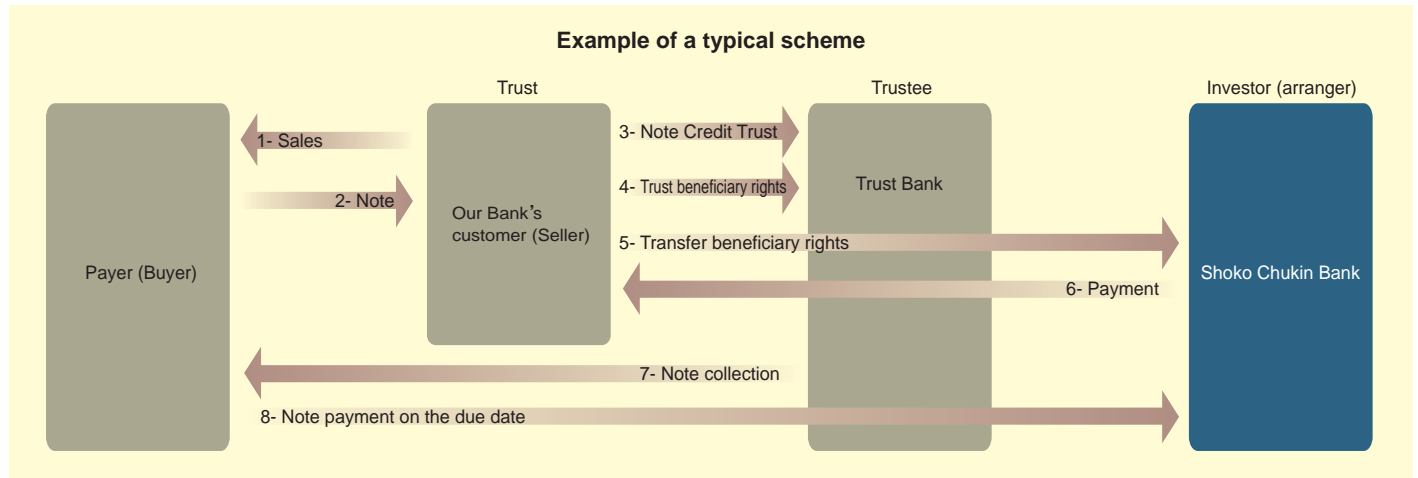 Example of a typical scheme
Trust
Trustee
Investor (arranger)
1- Sales
2- Note
3- Note Credit Trust
4- Trust beneficiary rights
Trust Bank
Our Bank's
customer (Seller)
5- Transfer beneficiary rights
Payer (Buyer)
Shoko Chukin Bank
6- Payment
7- Note collection
8- Note payment on the due date